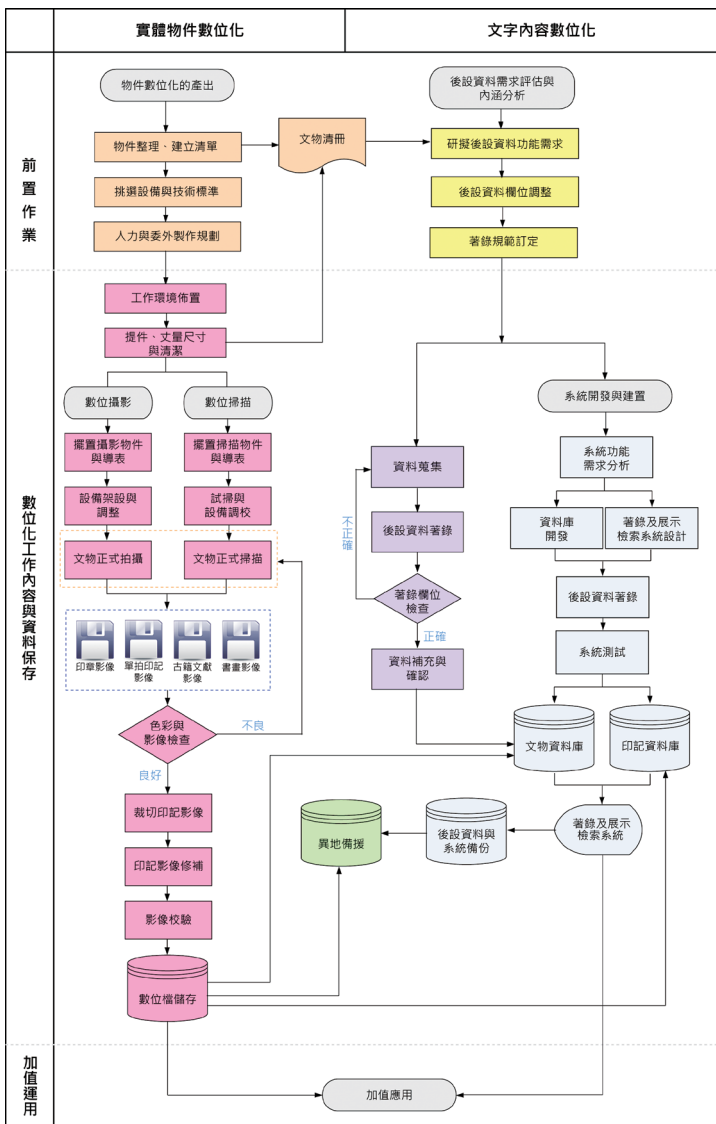 實體物件數位化
文字內容數位化
前置作業
物件數位化的產出
後設資料需求評估與
內涵分析
物件整理、建立清單
文物清冊
研擬後設資料功能需求
挑選設備與技術標準
後設資料欄位調整
人力與委外製作規劃
著錄規範訂定
數位化工作內容與資料保存
工作環境佈置
提件、丈量尺寸
與清潔
數位攝影
數位掃描
系統開發與建置
擺置攝影物件
與導表
擺置掃描物件
與導表
資料蒐集
系統功能
需求分析
設備架設與
調整
試掃與
設備調校
不正確
後設資料著錄
資料庫
開發
著錄及展示
檢索系統設計
文物正式拍攝
文物正式掃描
著錄欄位
檢查
後設資料著錄
正確
系統測試
印章影像
單拍印記
影像
古籍文獻
影像
書畫影像
資料補充與
確認
色彩與
影像檢查
不良
文物資料庫
印記資料庫
良好
裁切印記影像
異地備援
後設資料與
系統備份
著錄及展示
檢索系統
印記影像修補
影像校驗
數位檔儲存
加值運用
加值應用